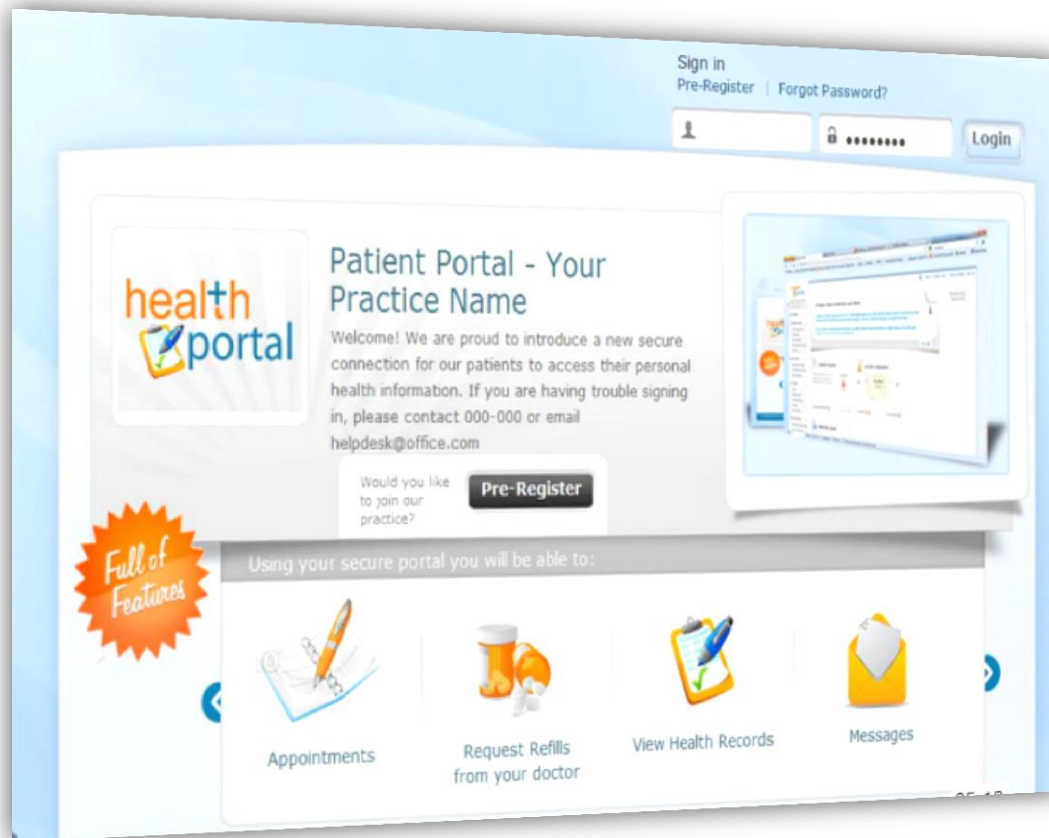 Sign in
Pre-Register | Forgot Password?
Login
health
portal
Patient Portal - Your
Practice Name
Welcome! We are proud to introduce a new secure
connection for our patients to access their personal
health information. If you are having trouble signing
in, please contact 000-000 or email
helpdesk@office.com
Would you like
to join our
practice?
Pre-Register
Full of
Features
Using your secure portal you will be able to:
Appointments
Request Refills
from your doctor
View Health Records
Messages